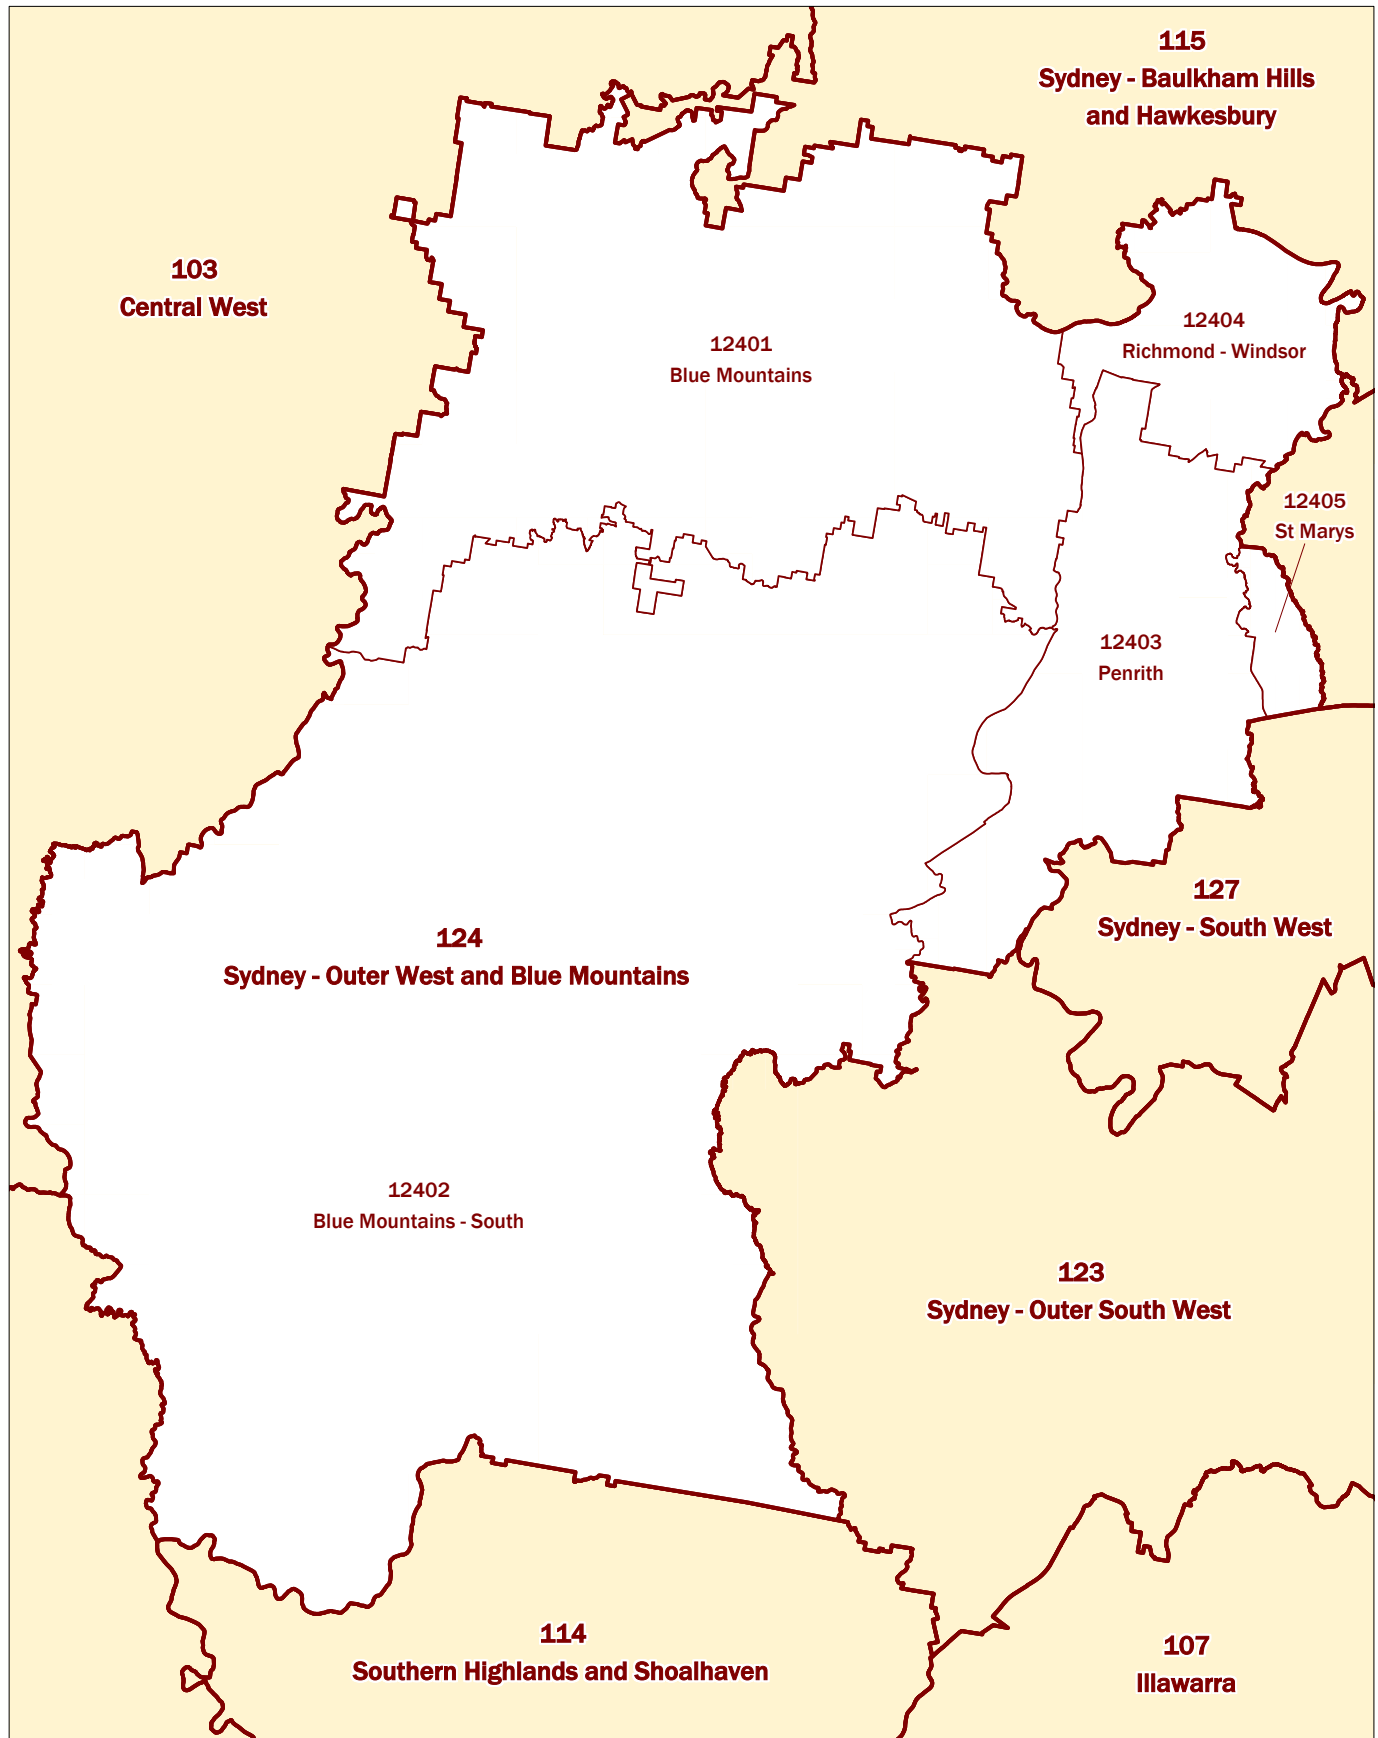 115
Sydney - Baulkham Hills
and Hawkesbury
103
Central West
12404
Richmond - Windsor
12401
Blue Mountains
12405
St Marys
12403
Penrith
127
Sydney - South West
124
Sydney - Outer West and Blue Mountains
12402
Blue Mountains - South
123
Sydney - Outer South West
114
Southern Highlands and Shoalhaven
107
Illawarra